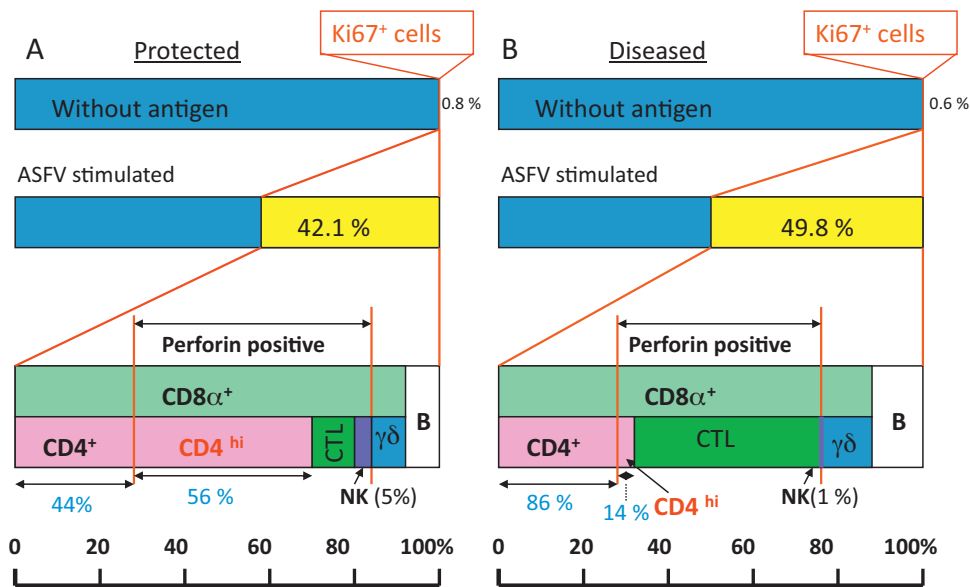 A
Protected
Ki67⁺ cells
Without antigen
0.8 %
ASFV stimulated
42.1 %
Perforin positive
CD8α⁺
B
CD4⁺
CD4 ʰⁱ
CTL
γδ
44%
56 %
NK (5%)
0 20 40 60 80 100%
B
Diseased
Ki67⁺ cells
Without antigen
0.6 %
ASFV stimulated
49.8 %
Perforin positive
CD8α⁺
B
CD4⁺
CTL
γδ
86 %
14 %
CD4 ʰⁱ
NK(1 %)
0 20 40 60 80 100%